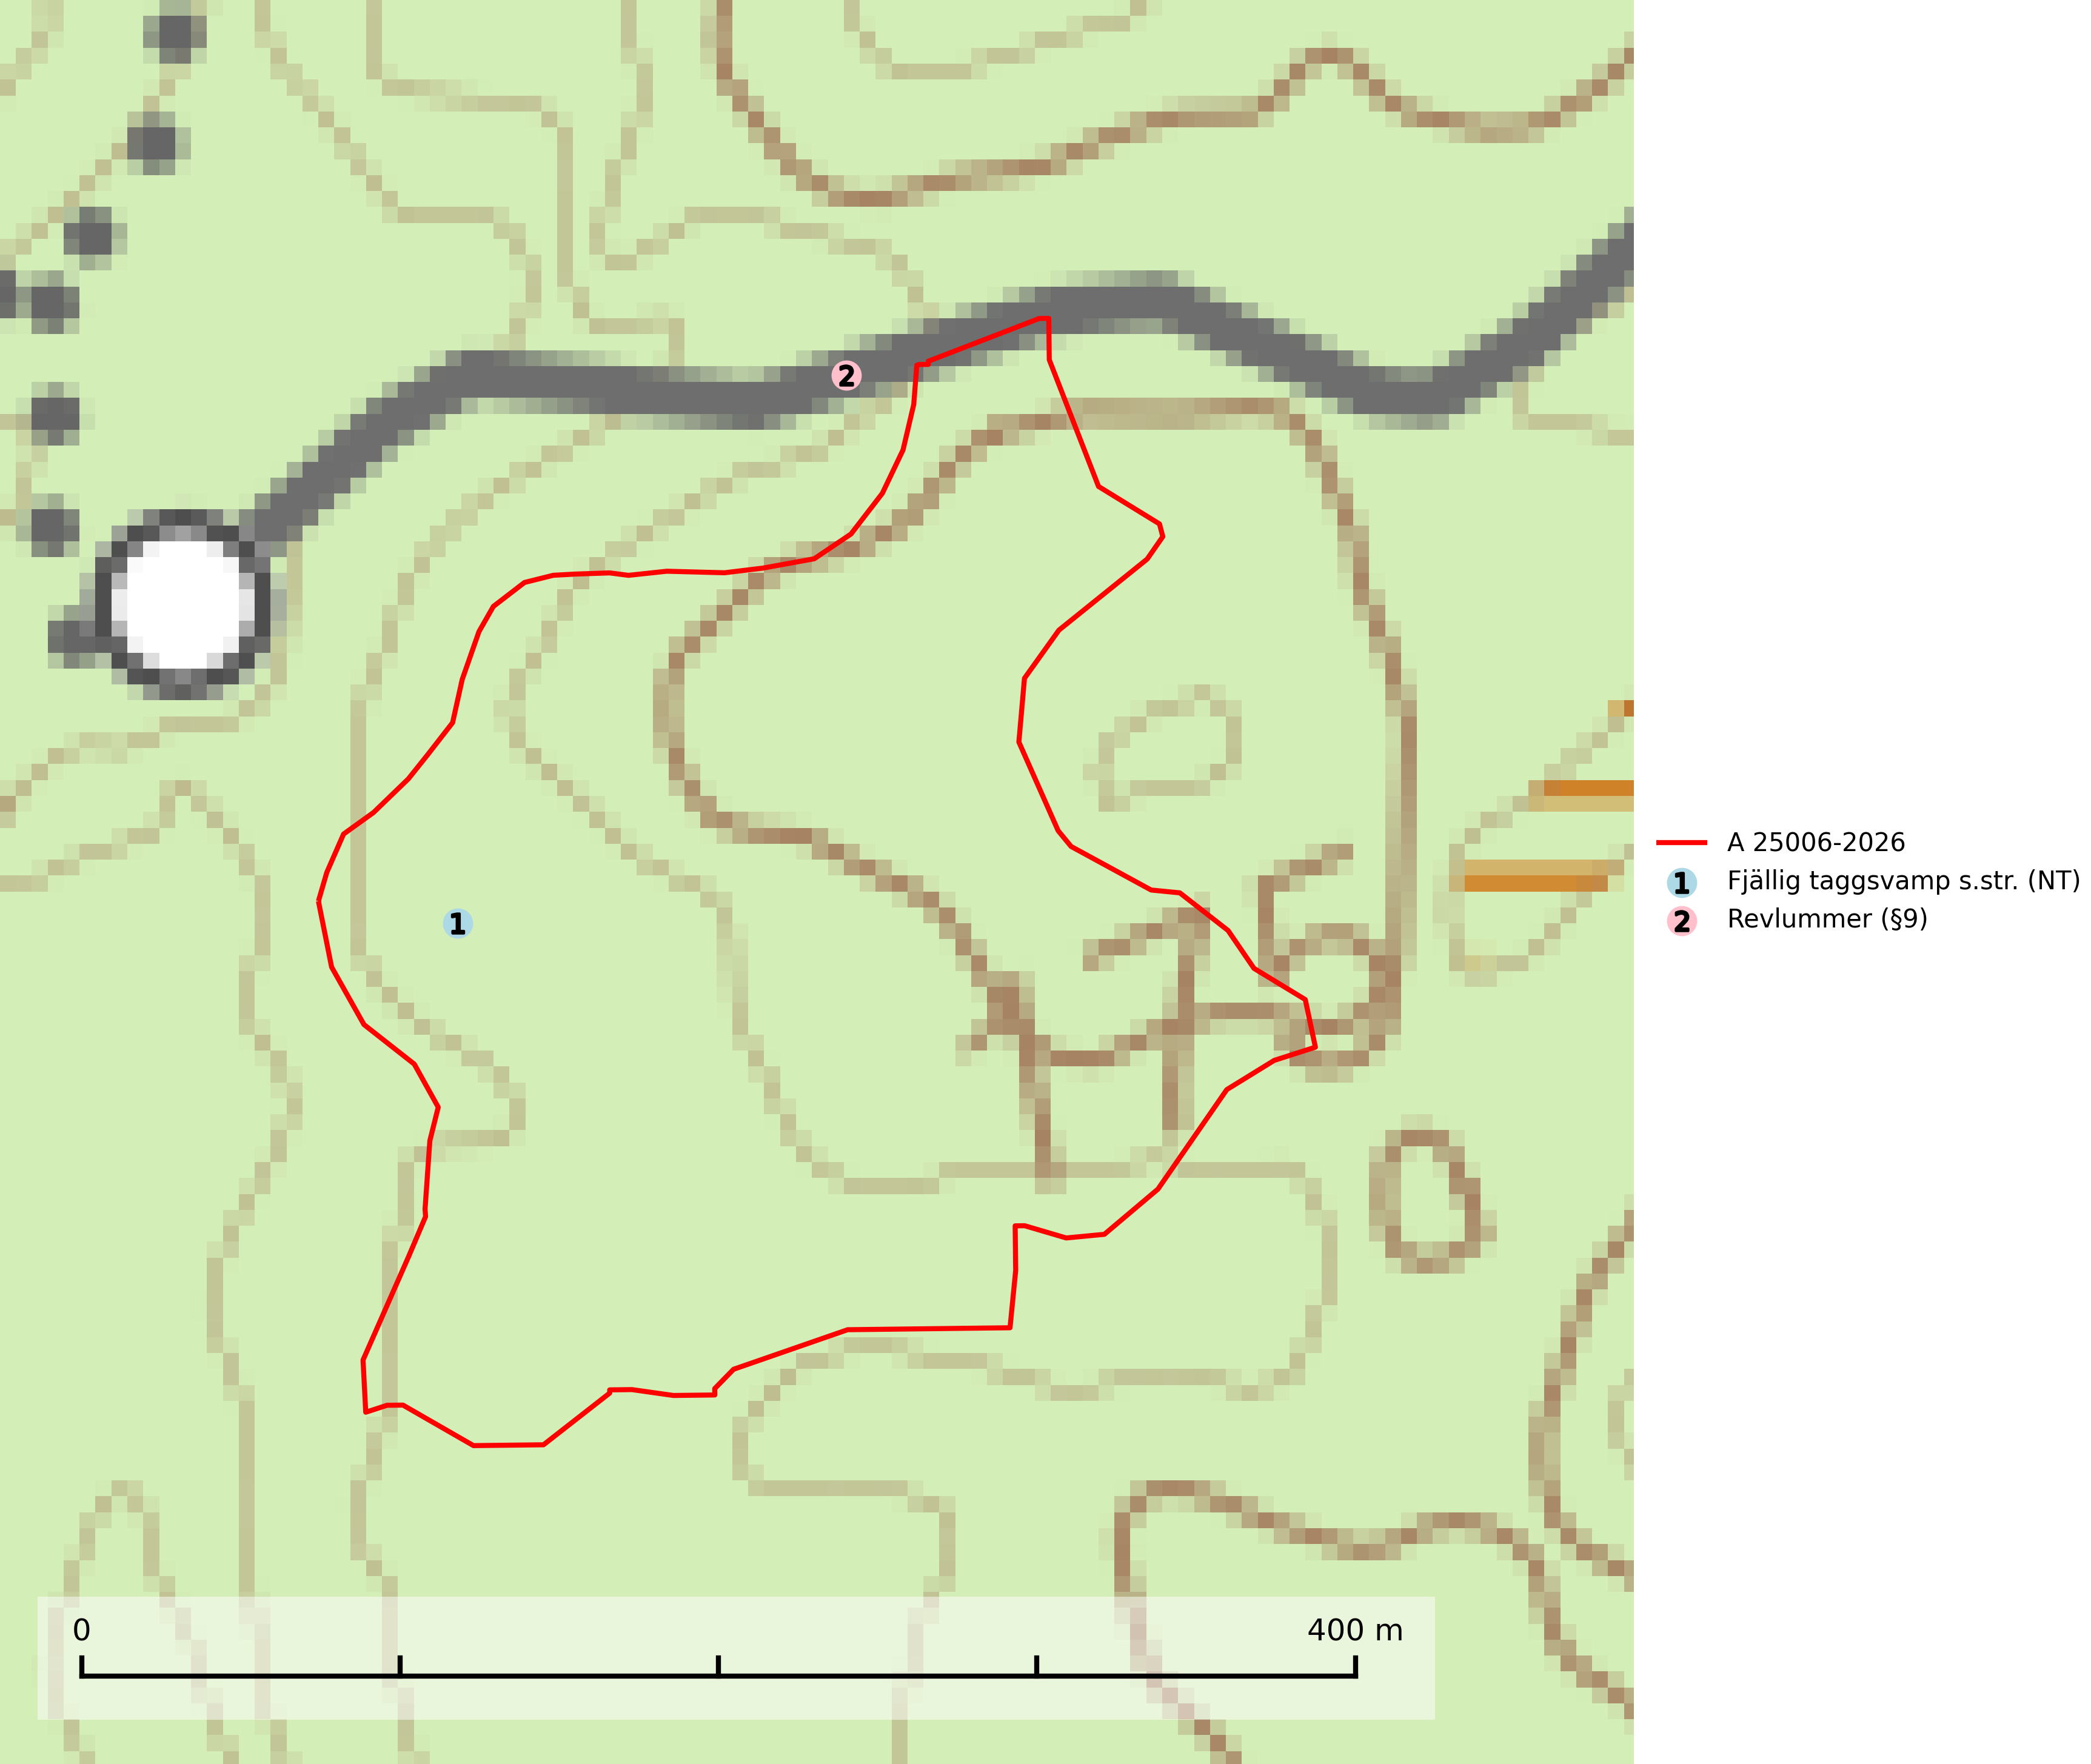 2
1
A 25006-2026
1 Fjällig taggsvamp s.str. (NT)
2 Revlummer (§9)
0 400 m